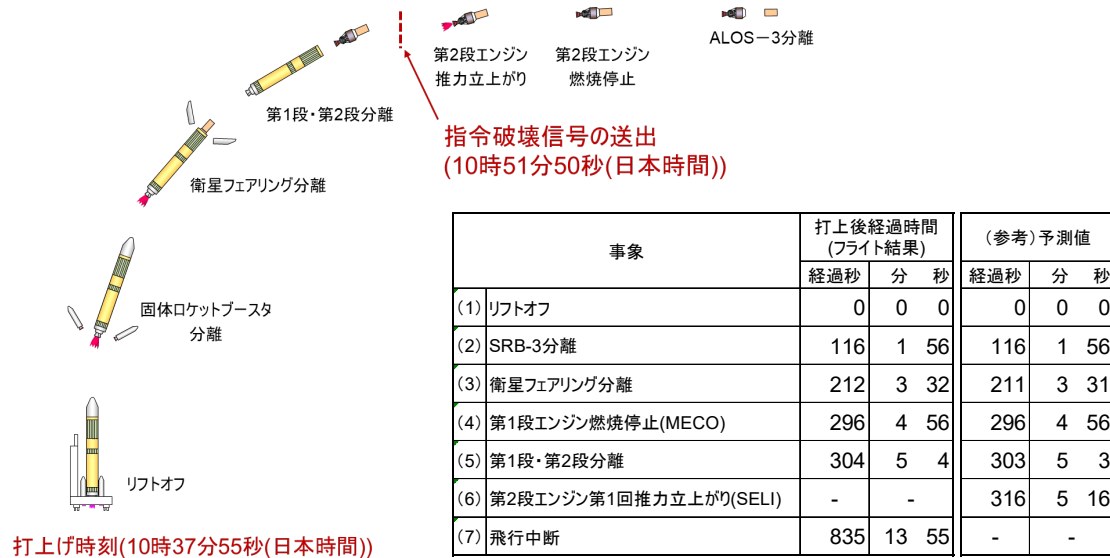 第2段エンジン
推力立上がり
第2段エンジン
燃焼停止
ALOS－3分離
第1段・第2段分離
指令破壊信号の送出
(10時51分50秒(日本時間))
衛星フェアリング分離
固体ロケットブースタ
分離
リフトオフ
打上げ時刻(10時37分55秒(日本時間))
事象 打上後経過時間 (フライト結果) （参考）予測値
経過秒 分 秒 経過秒 分 秒
(1) リフトオフ 0 0 0 0 0 0
(2) SRB-3分離 116 1 56 116 1 56
(3) 衛星フェアリング分離 212 3 32 211 3 31
(4) 第1段エンジン燃焼停止(MECO) 296 4 56 296 4 56
(5) 第1段・第2段分離 304 5 4 303 5 3
(6) 第2段エンジン第1回推力立上がり(SELI) - - 316 5 16
(7) 飛行中断 835 13 55 - -